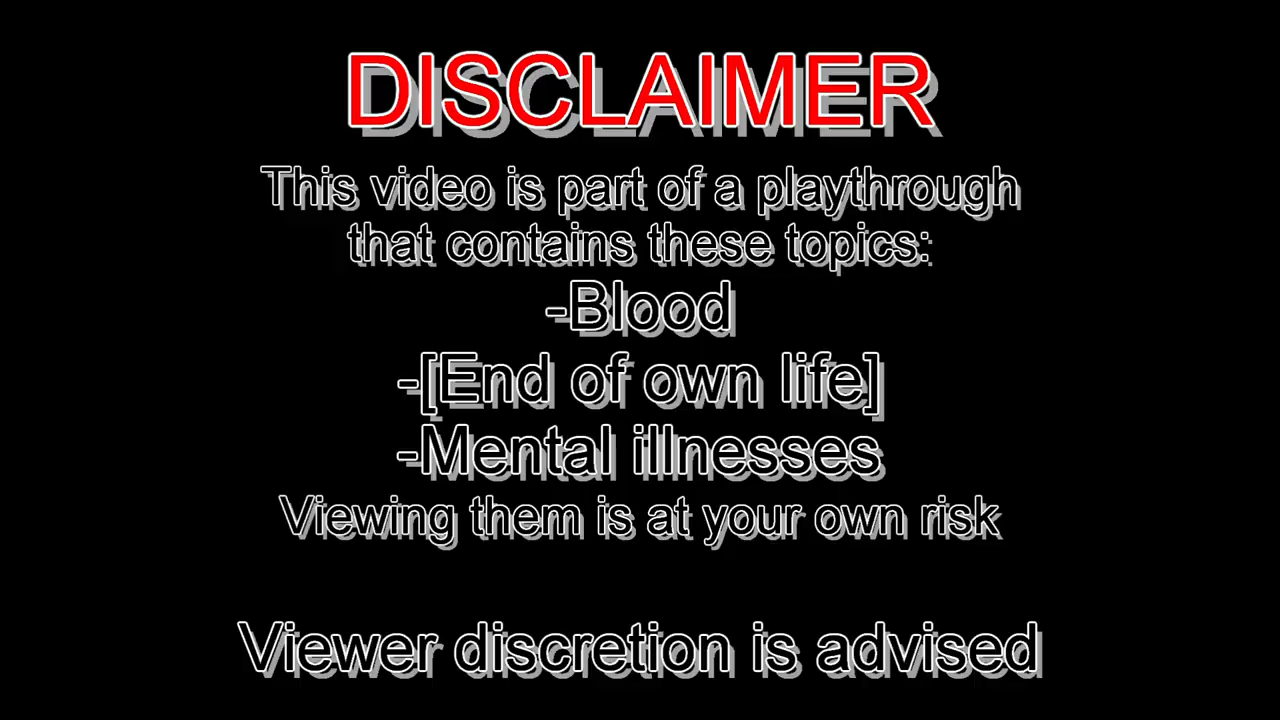 DISCLAIMER
This video is part of a playthrough
that contains these topics:
-Blood
-[End of own life]
-Mental illnesses
Viewing them is at your own risk
Viewer discretion is advised